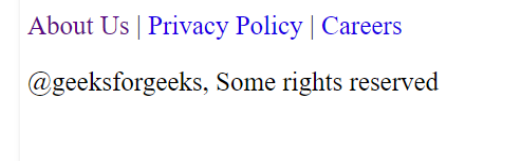 About Us | Privacy Policy | Careers
@geeksforgeeks, Some rights reserved